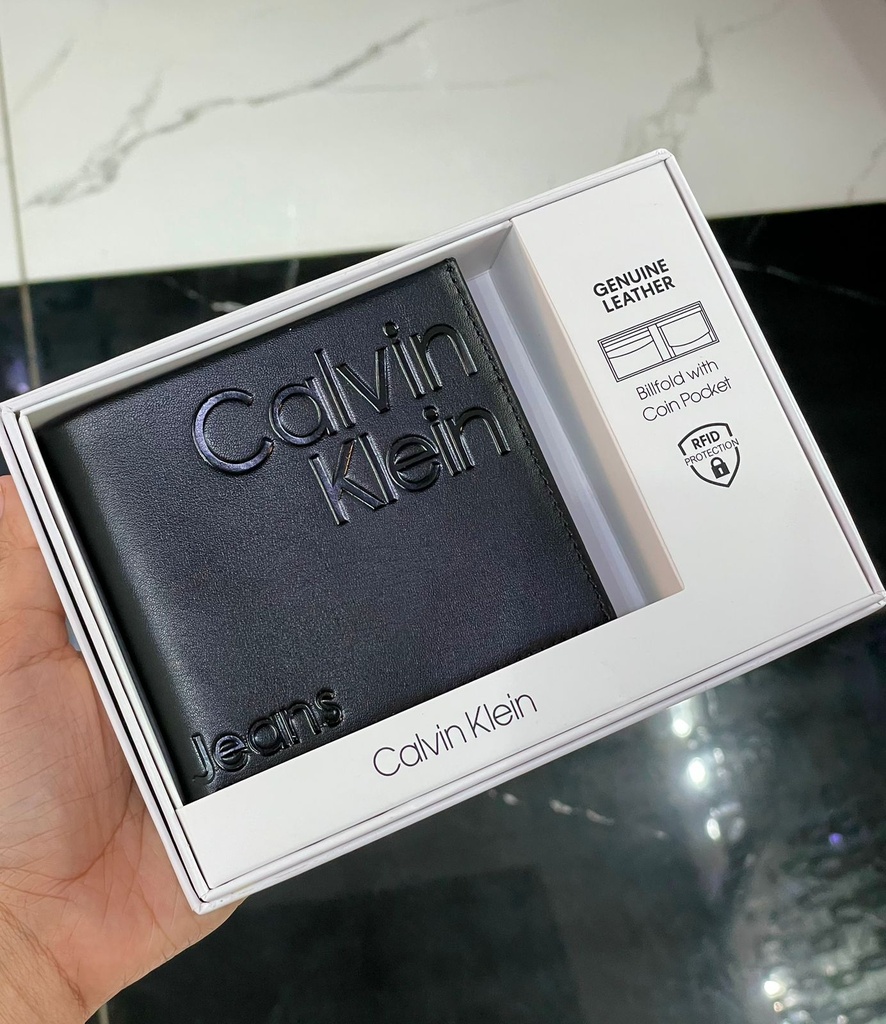 Calvin
Klein
Jeans
Calvin Klein
GENUINE
LEATHER
Billfold with
Coin Pocket
RFID
PROTECTION